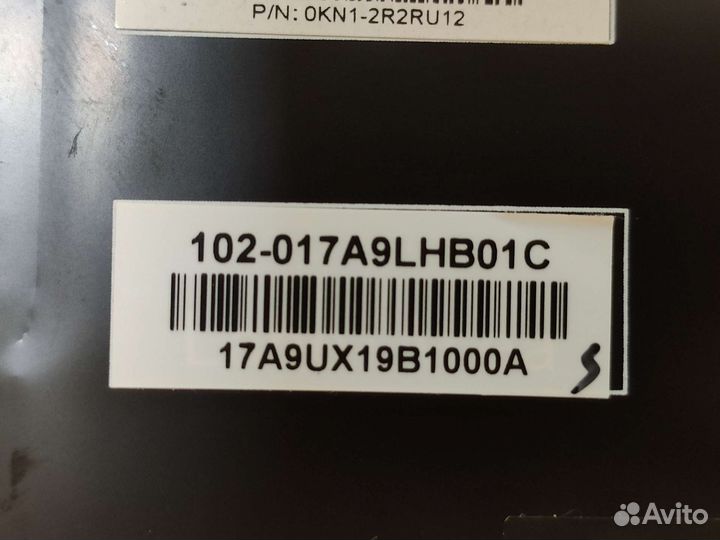 P/N: 0KN1-2R2RU12
102-017A9LHB01C
17A9UX19B1000A
S
Avito